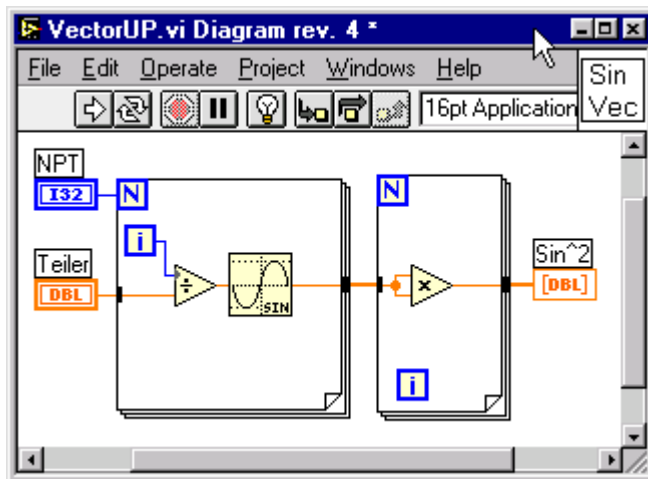 VectorUP.vi Diagram rev. 4 *
File Edit Operate Project Windows Help
Sin
Vec
16pt Application
NPT
I32
N
N
i
Teiler
DBL
÷
SIN
x
Sin^2
[DBL]
i